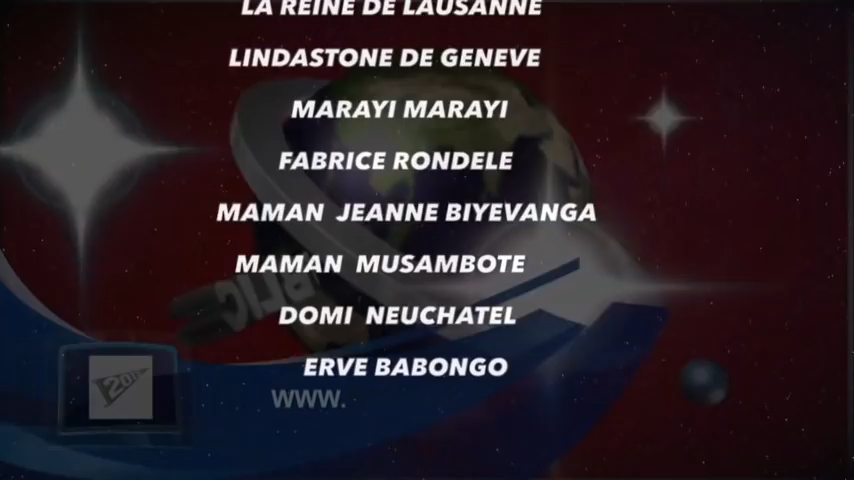 LA REINE DE LAUSANNE
LINDASTONE DE GENEVE
MARAYI MARAYI
FABRICE RONDELE
MAMAN JEANNE BIYEVANGA
MAMAN MUSAMBOTE
DOMI NEUCHATEL
ERVE BABONGO
WWW.